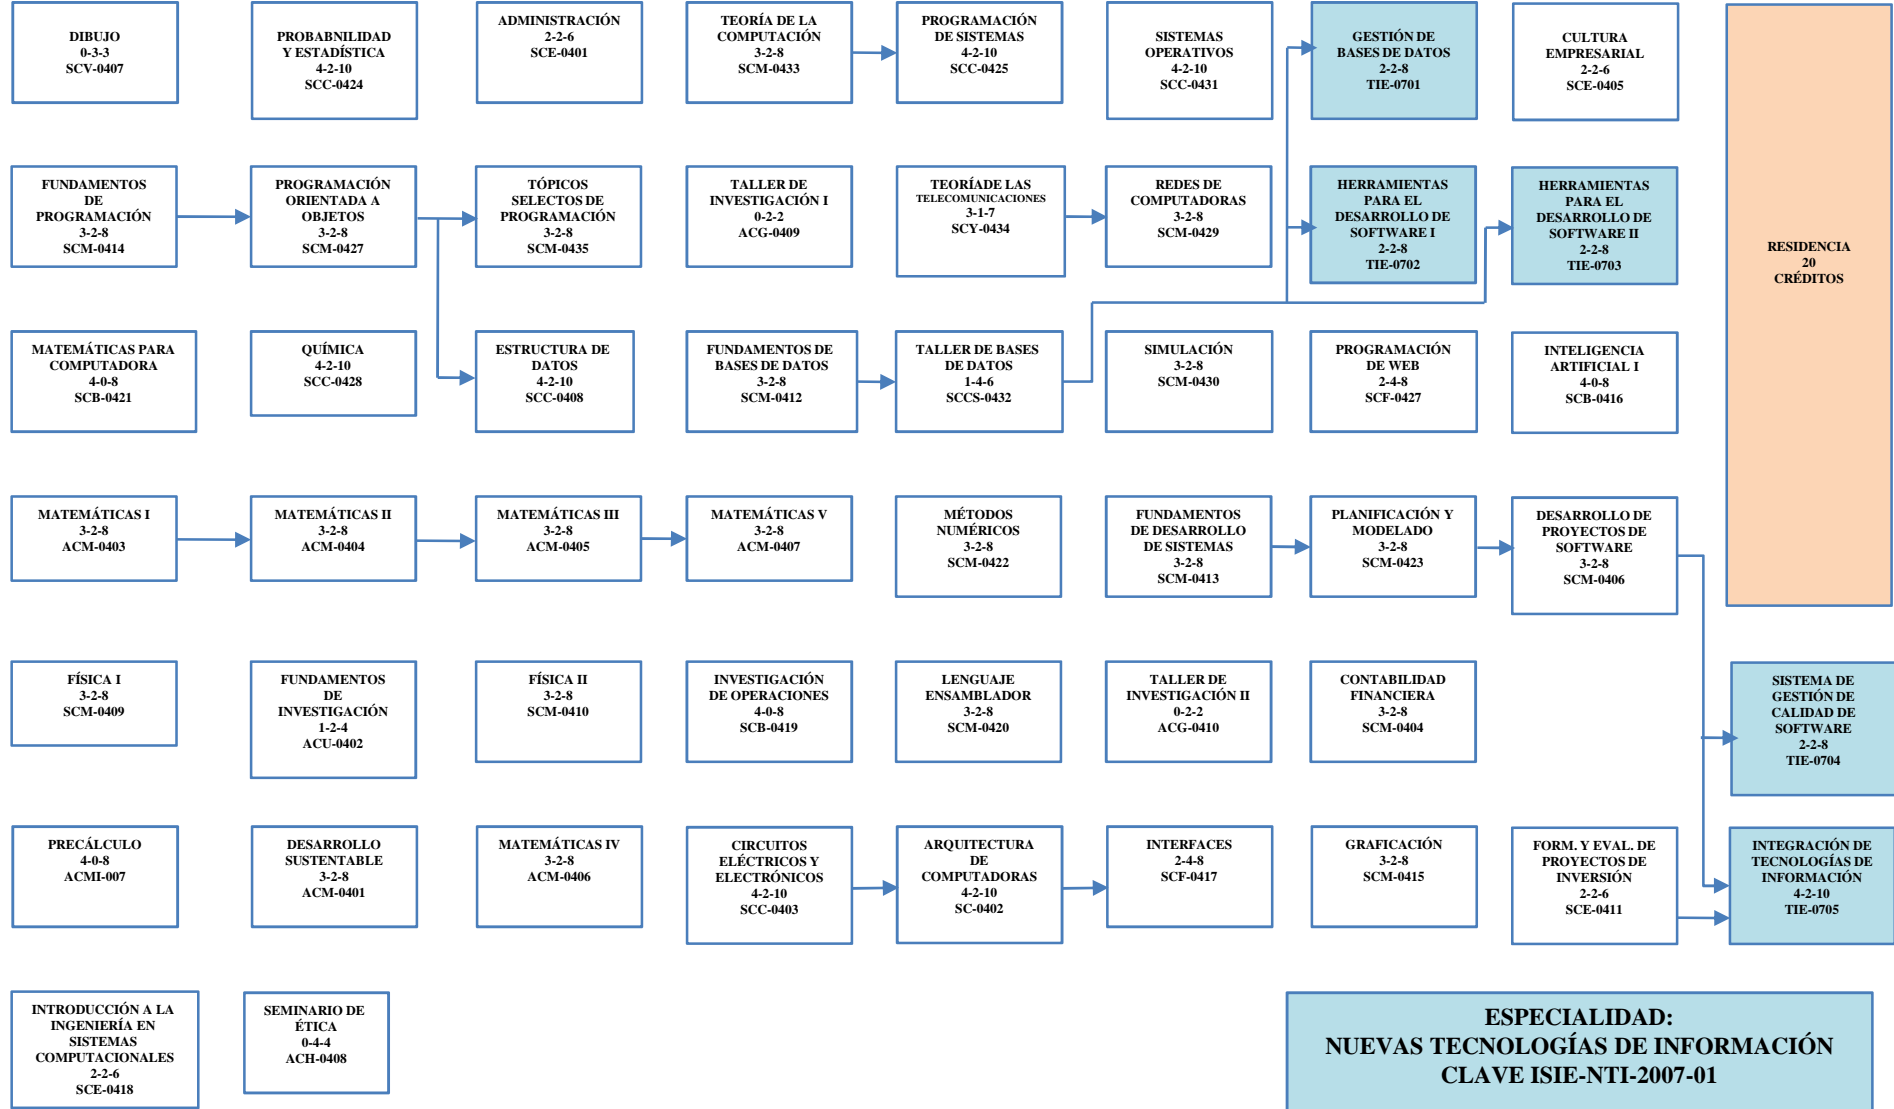 DIBUJO
0-3-3
SCV-0407
PROBABNILIDAD
Y ESTADÍSTICA
4-2-10
SCC-0424
ADMINISTRACIÓN
2-2-6
SCE-0401
TEORÍA DE LA
COMPUTACIÓN
3-2-8
SCM-0433
PROGRAMACIÓN
DE SISTEMAS
4-2-10
SCC-0425
SISTEMAS
OPERATIVOS
4-2-10
SCC-0431
GESTIÓN DE
BASES DE DATOS
2-2-8
TIE-0701
CULTURA
EMPRESARIAL
2-2-6
SCE-0405
RESIDENCIA
20
CRÉDITOS
FUNDAMENTOS
DE
PROGRAMACIÓN
3-2-8
SCM-0414
PROGRAMACIÓN
ORIENTADA A
OBJETOS
3-2-8
SCM-0427
TÓPICOS
SELECTOS DE
PROGRAMACIÓN
3-2-8
SCM-0435
TALLER DE
INVESTIGACIÓN I
0-2-2
ACG-0409
TEORÍADE LAS
TELECOMUNICACIONES
3-1-7
SCY-0434
REDES DE
COMPUTADORAS
3-2-8
SCM-0429
HERRAMIENTAS
PARA EL
DESARROLLO DE
SOFTWARE I
2-2-8
TIE-0702
HERRAMIENTAS
PARA EL
DESARROLLO DE
SOFTWARE II
2-2-8
TIE-0703
MATEMÁTICAS PARA
COMPUTADORA
4-0-8
SCB-0421
QUÍMICA
4-2-10
SCC-0428
ESTRUCTURA DE
DATOS
4-2-10
SCC-0408
FUNDAMENTOS DE
BASES DE DATOS
3-2-8
SCM-0412
TALLER DE BASES
DE DATOS
1-4-6
SCCS-0432
SIMULACIÓN
3-2-8
SCM-0430
PROGRAMACIÓN
DE WEB
2-4-8
SCF-0427
INTELIGENCIA
ARTIFICIAL I
4-0-8
SCB-0416
MATEMÁTICAS I
3-2-8
ACM-0403
MATEMÁTICAS II
3-2-8
ACM-0404
MATEMÁTICAS III
3-2-8
ACM-0405
MATEMÁTICAS V
3-2-8
ACM-0407
MÉTODOS
NUMÉRICOS
3-2-8
SCM-0422
FUNDAMENTOS
DE DESARROLLO
DE SISTEMAS
3-2-8
SCM-0413
PLANIFICACIÓN Y
MODELADO
3-2-8
SCM-0423
DESARROLLO DE
PROYECTOS DE
SOFTWARE
3-2-8
SCM-0406
FÍSICA I
3-2-8
SCM-0409
FUNDAMENTOS
DE
INVESTIGACIÓN
1-2-4
ACU-0402
FÍSICA II
3-2-8
SCM-0410
INVESTIGACIÓN
DE OPERACIONES
4-0-8
SCB-0419
LENGUAJE
ENSAMBLADOR
3-2-8
SCM-0420
TALLER DE
INVESTIGACIÓN II
0-2-2
ACG-0410
CONTABILIDAD
FINANCIERA
3-2-8
SCM-0404
SISTEMA DE
GESTIÓN DE
CALIDAD DE
SOFTWARE
2-2-8
TIE-0704
PRECÁLCULO
4-0-8
ACMI-007
DESARROLLO
SUSTENTABLE
3-2-8
ACM-0401
MATEMÁTICAS IV
3-2-8
ACM-0406
CIRCUITOS
ELÉCTRICOS Y
ELECTRÓNICOS
4-2-10
SCC-0403
ARQUITECTURA
DE
COMPUTADORAS
4-2-10
SC-0402
INTERFACES
2-4-8
SCF-0417
GRAFICACIÓN
3-2-8
SCM-0415
FORM. Y EVAL. DE
PROYECTOS DE
INVERSIÓN
2-2-6
SCE-0411
INTEGRACIÓN DE
TECNOLOGÍAS DE
INFORMACIÓN
4-2-10
TIE-0705
INTRODUCCIÓN A LA
INGENIERÍA EN
SISTEMAS
COMPUTACIONALES
2-2-6
SCE-0418
SEMINARIO DE
ÉTICA
0-4-4
ACH-0408
ESPECIALIDAD:
NUEVAS TECNOLOGÍAS DE INFORMACIÓN
CLAVE ISIE-NTI-2007-01